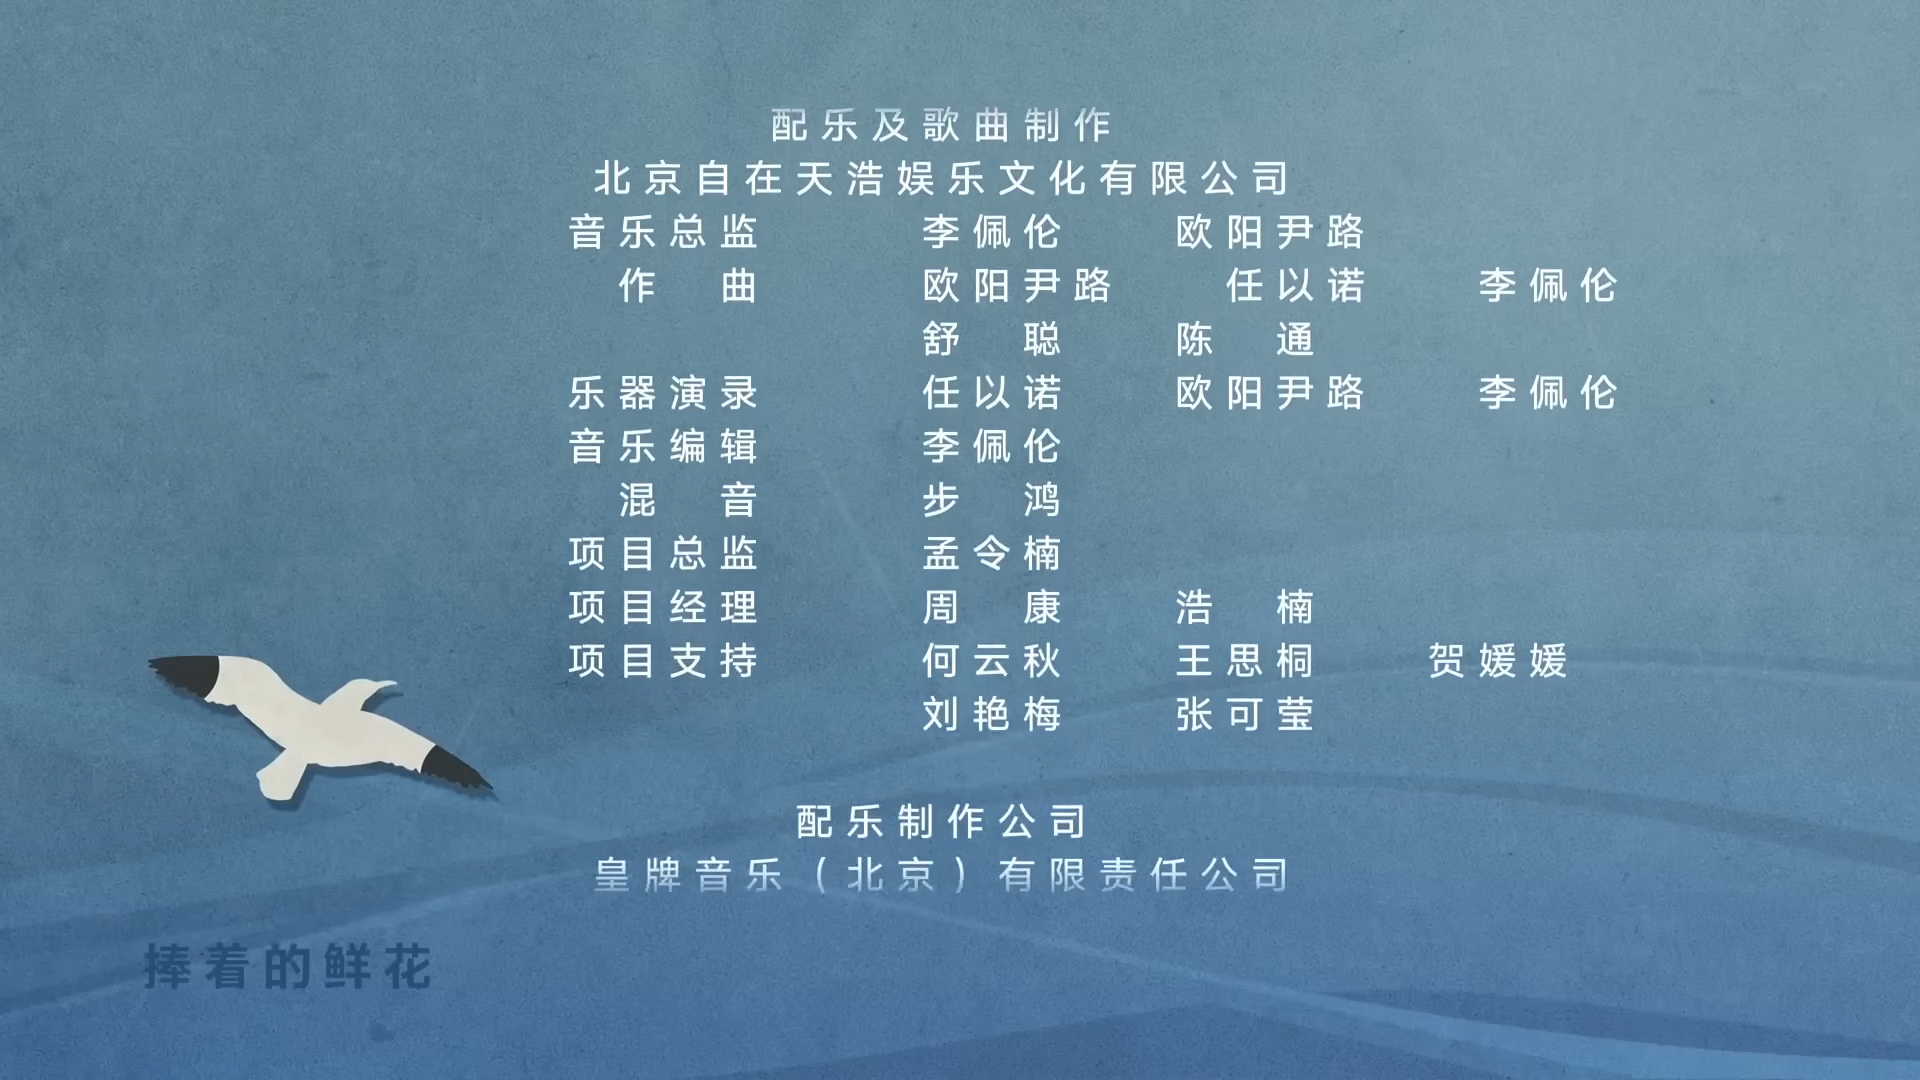 配乐及歌曲制作
北京自在天浩娱乐文化有限公司
音乐总监 李佩伦 欧阳尹路
作曲 欧阳尹路 任以诺 李佩伦
舒聪 陈通
乐器演录 任以诺 欧阳尹路 李佩伦
音乐编辑 李佩伦
混音 步鸿
项目总监 孟令楠
项目经理 周康 浩楠
项目支持 何云秋 王思桐 贺媛媛
刘艳梅 张可莹
配乐制作公司
皇牌音乐（北京）有限责任公司
捧着的鲜花